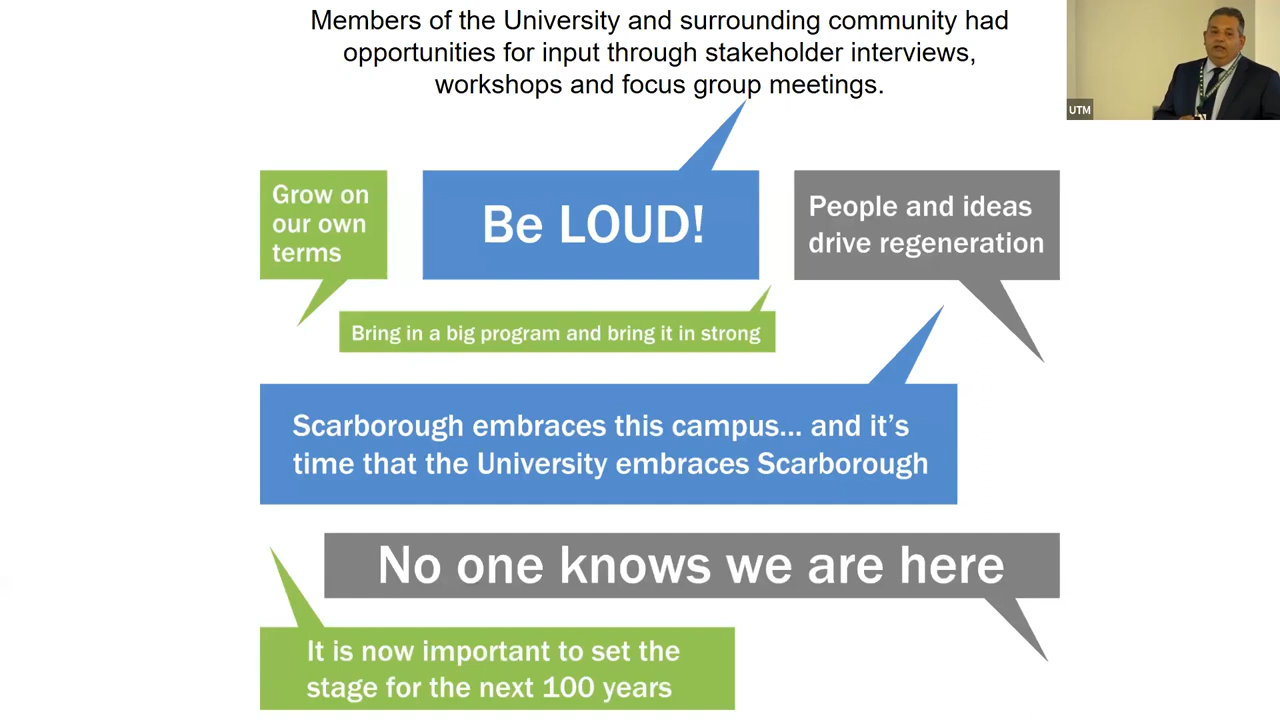 Members of the University and surrounding community had
opportunities for input through stakeholder interviews,
workshops and focus group meetings.
UTM
Grow on
our own
terms
Be LOUD!
People and ideas
drive regeneration
Bring in a big program and bring it in strong
Scarborough embraces this campus... and it's
time that the University embraces Scarborough
No one knows we are here
It is now important to set the
stage for the next 100 years